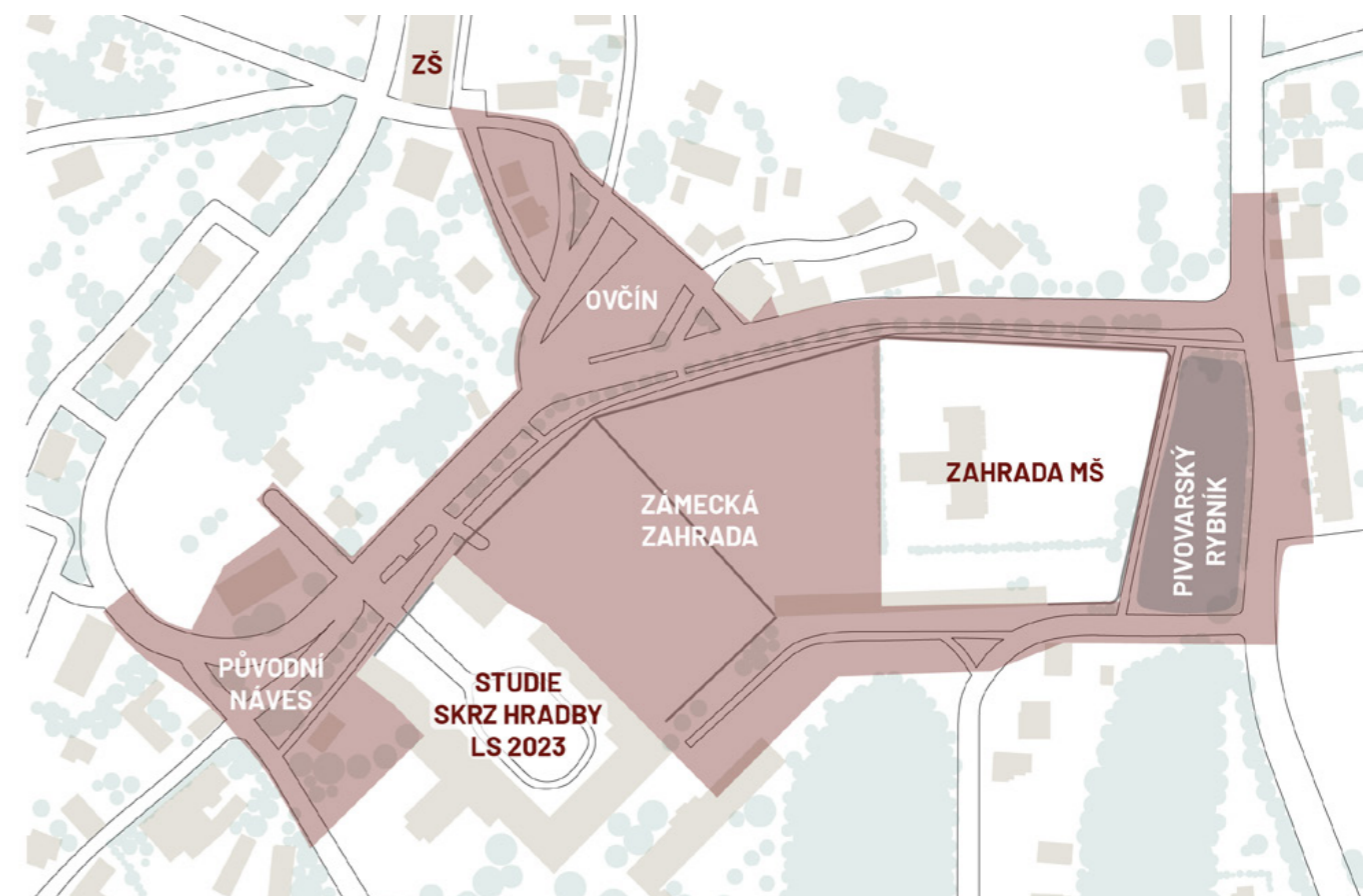 ZŠ
OVČÍN
ZÁMECKÁ
ZAHRADA
ZAHRADA MŠ
PIVOVARSKÝ
RYBNÍK
PŮVODNÍ
NÁVES
STUDIE
SKRZ HRADBY
LS 2023